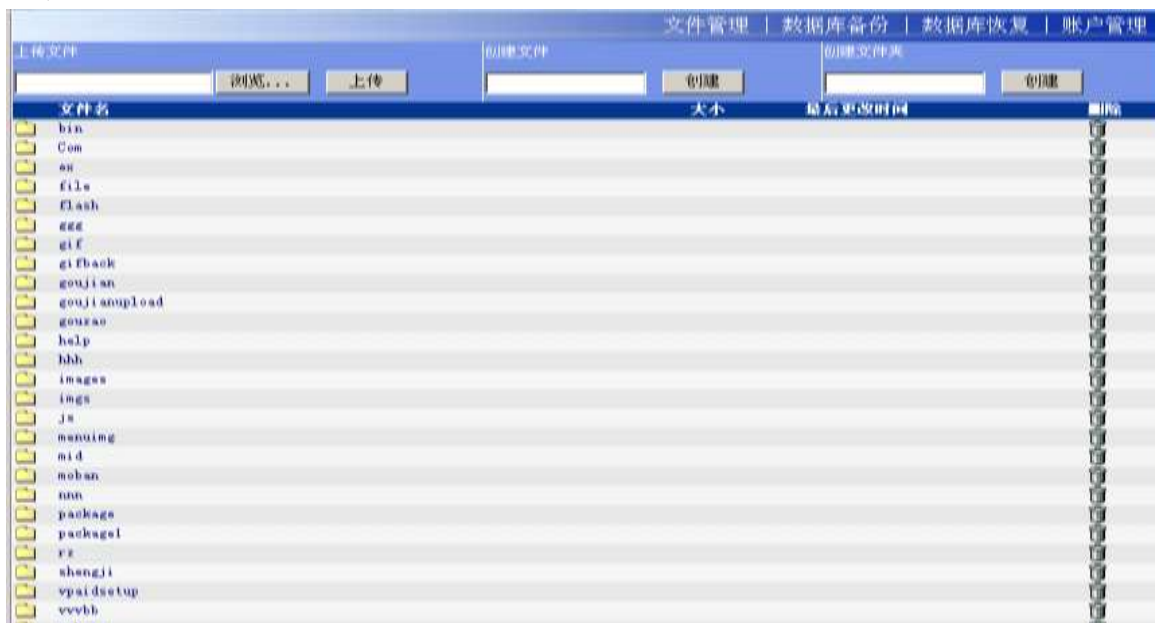 文件管理 | 数据库备份 | 数据库恢复 | 账户管理
上传文件 创建文件 创建文件夹
浏览... 上传 创建 创建
文件名 大小 最后更改时间 删除
bin
Com
file
flash
ggg
gif
gifback
goujian
goujianupload
help
hhh
images
imgs
js
menuimg
mid
moban
nnn
package
package1
rz
shengji
vpaidsetup
vvvbb